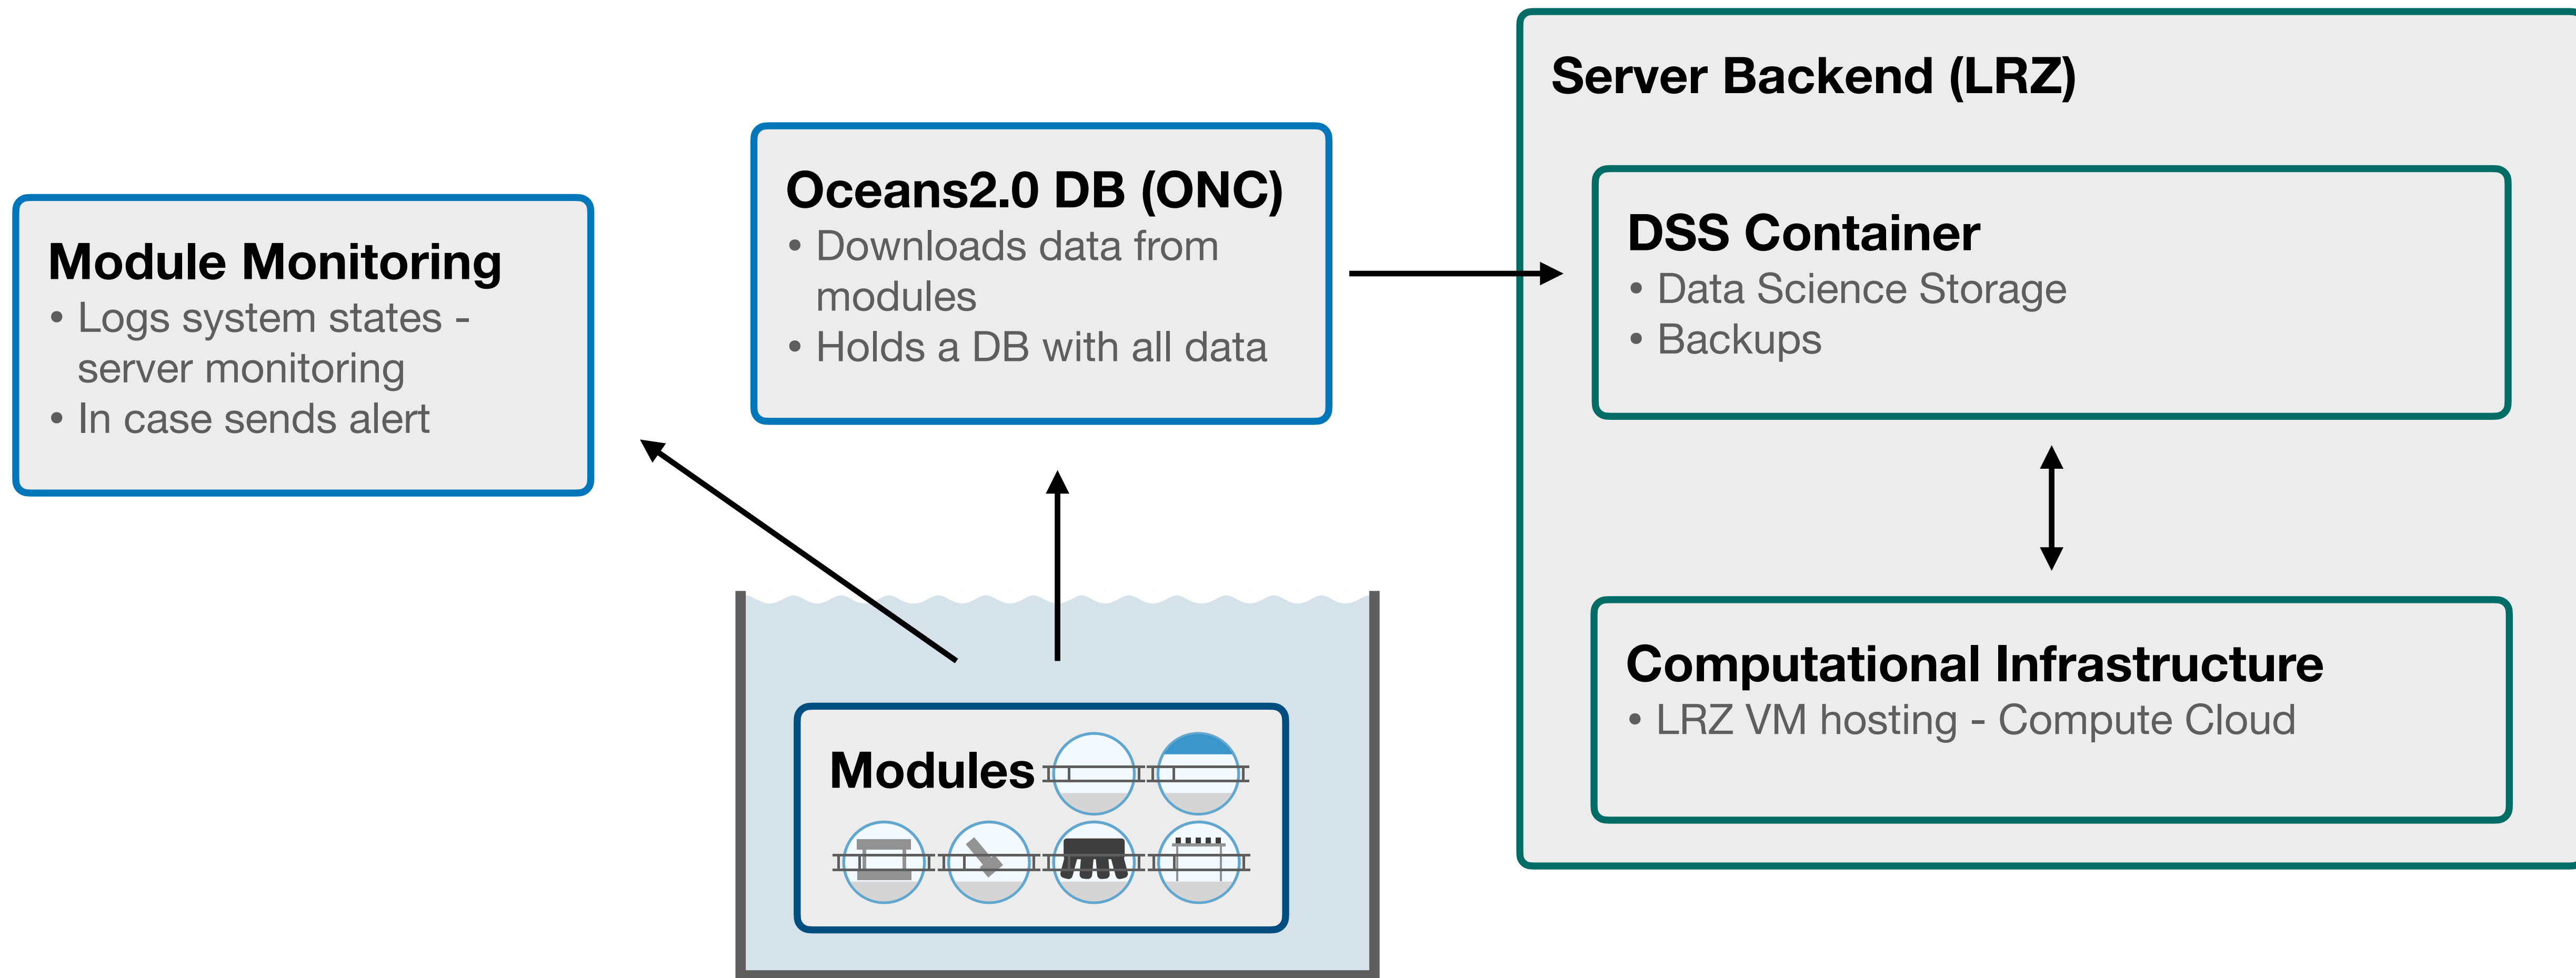 Module Monitoring
• Logs system states -
server monitoring
• In case sends alert
Oceans2.0 DB (ONC)
• Downloads data from
modules
• Holds a DB with all data
Modules
Server Backend (LRZ)
DSS Container
• Data Science Storage
• Backups
Computational Infrastructure
• LRZ VM hosting - Compute Cloud